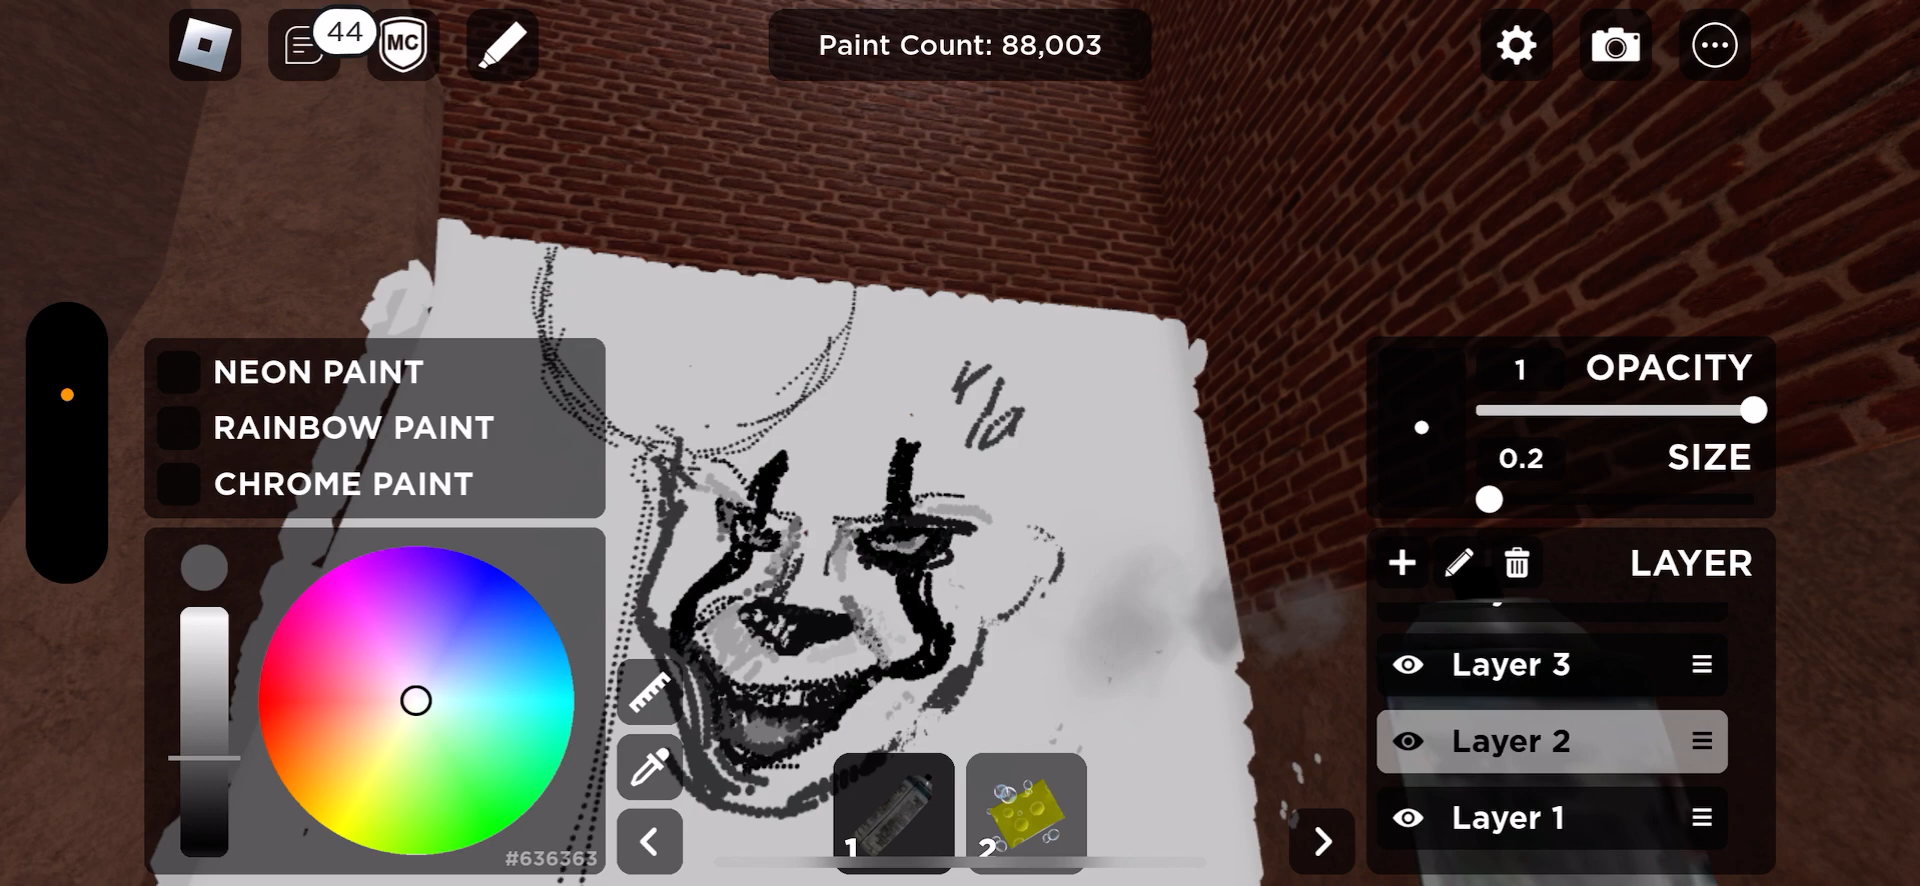 44
MC
Paint Count: 88,003
NEON PAINT
RAINBOW PAINT
CHROME PAINT
1 OPACITY
0.2 SIZE
LAYER
Layer 3
Layer 2
Layer 1
#636363
1
2